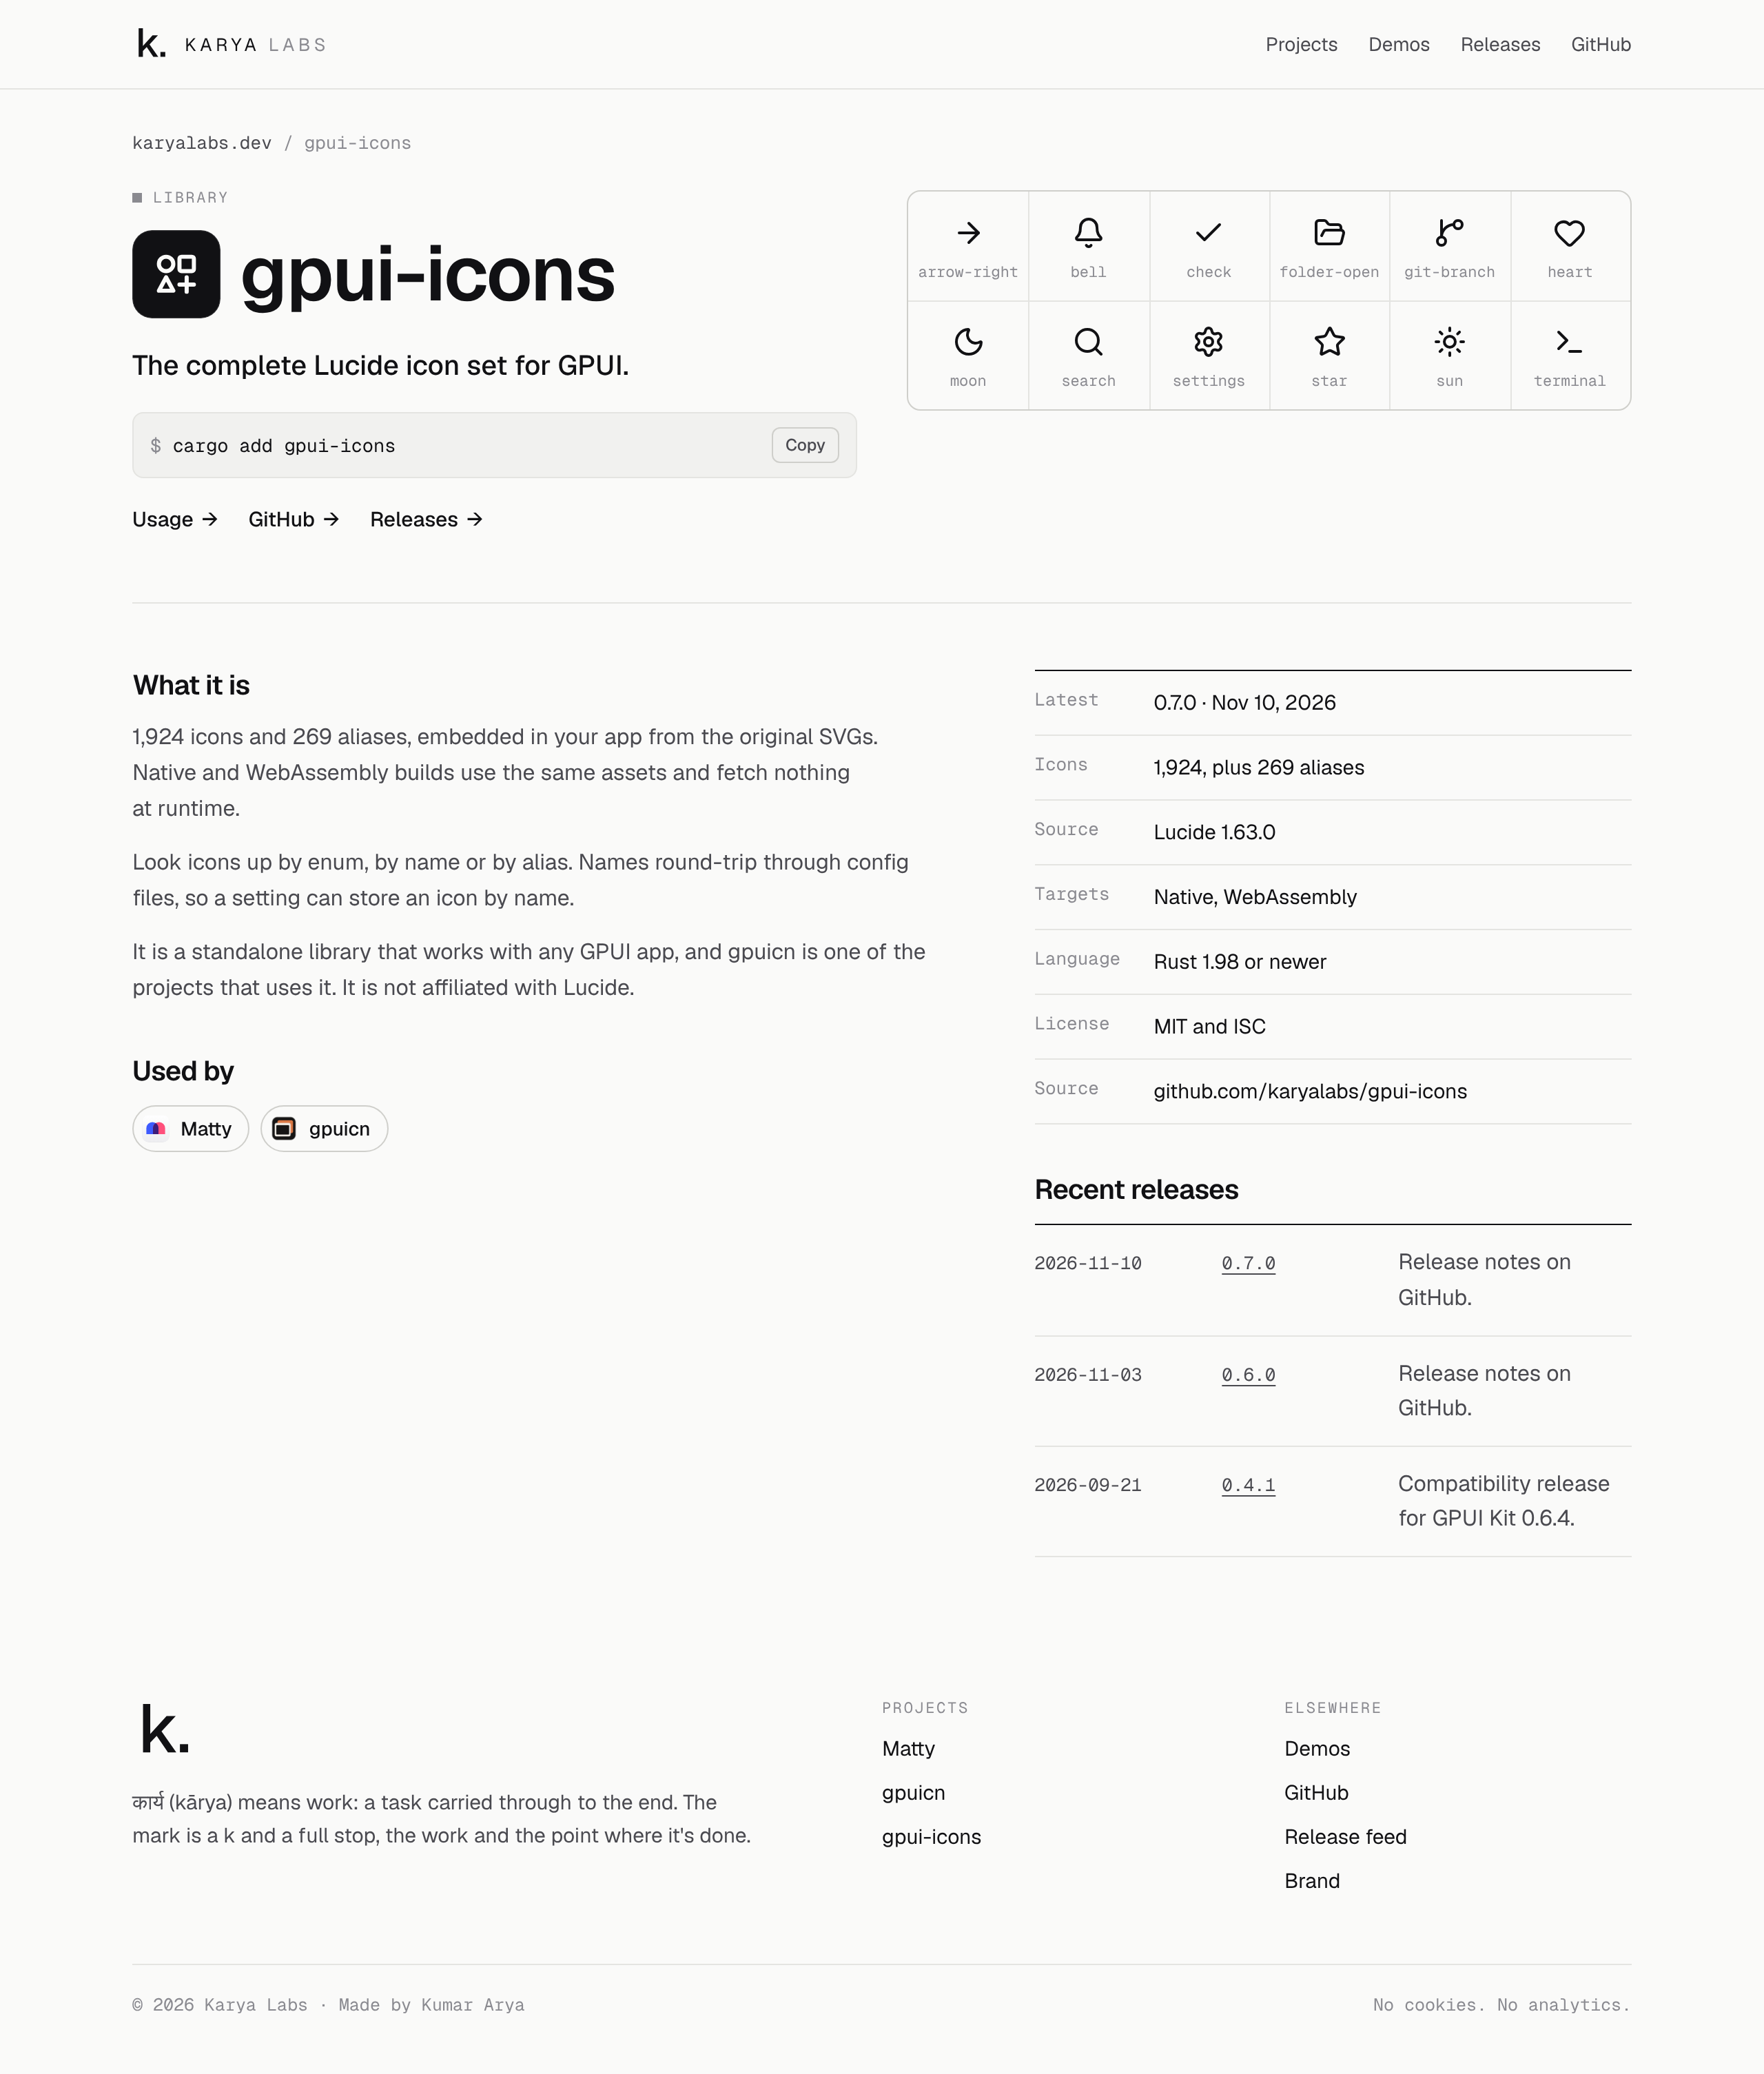 k. KARYA LABS
Projects Demos Releases GitHub
karyalabs.dev / gpui-icons
LIBRARY
gpui-icons
The complete Lucide icon set for GPUI.
$ cargo add gpui-icons Copy
Usage → GitHub → Releases →
arrow-right bell check folder-open git-branch heart
moon search settings star sun terminal
What it is
1,924 icons and 269 aliases, embedded in your app from the original SVGs.
Native and WebAssembly builds use the same assets and fetch nothing
at runtime.
Look icons up by enum, by name or by alias. Names round-trip through config
files, so a setting can store an icon by name.
It is a standalone library that works with any GPUI app, and gpuicn is one of the
projects that uses it. It is not affiliated with Lucide.
Used by
Matty gpuicn
Latest 0.7.0 · Nov 10, 2026
Icons 1,924, plus 269 aliases
Source Lucide 1.63.0
Targets Native, WebAssembly
Language Rust 1.98 or newer
License MIT and ISC
Source github.com/karyalabs/gpui-icons
Recent releases
2026-11-10 0.7.0 Release notes on
GitHub.
2026-11-03 0.6.0 Release notes on
GitHub.
2026-09-21 0.4.1 Compatibility release
for GPUI Kit 0.6.4.
k.
कार्य (kārya) means work: a task carried through to the end. The
mark is a k and a full stop, the work and the point where it's done.
PROJECTS
Matty
gpuicn
gpui-icons
ELSEWHERE
Demos
GitHub
Release feed
Brand
© 2026 Karya Labs · Made by Kumar Arya
No cookies. No analytics.